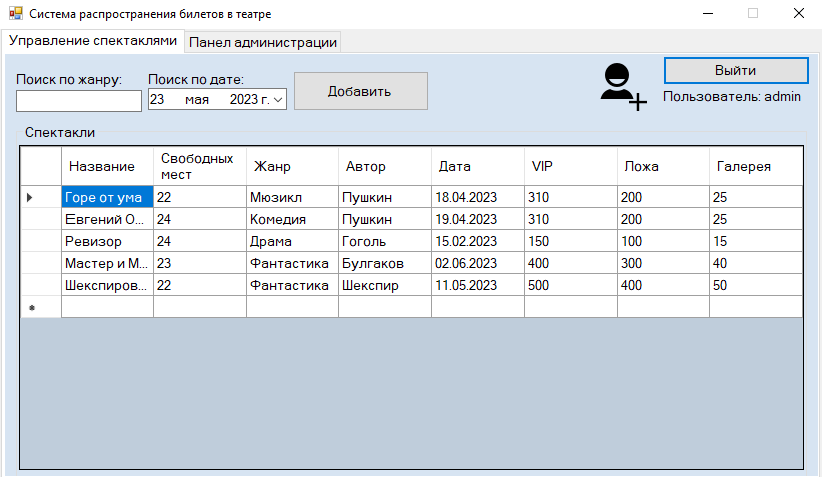 Система распространения билетов в театре
Управление спектаклями Панел администрации
Поиск по жанру: Поиск по дате: Добавить Выйти
23 мая 2023 г. Пользователь: admin
Спектакли
Название Свободных мест Жанр Автор Дата VIP Ложа Галерея
Горе от ума 22 Мюзикл Пушкин 18.04.2023 310 200 25
Евгений О... 24 Комедия Пушкин 19.04.2023 310 200 25
Ревизор 24 Драма Гоголь 15.02.2023 150 100 15
Мастер и М... 23 Фантастика Булгаков 02.06.2023 400 300 40
Шекспиров... 22 Фантастика Шекспир 11.05.2023 500 400 50